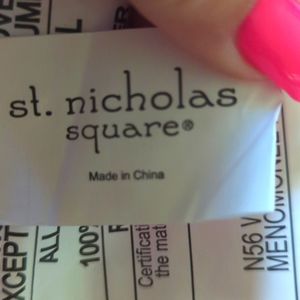 st. nicholas
square®
Made in China
EXCEPT
ALL
100%
Certificati
the mat
N56 V
MENOMONEE